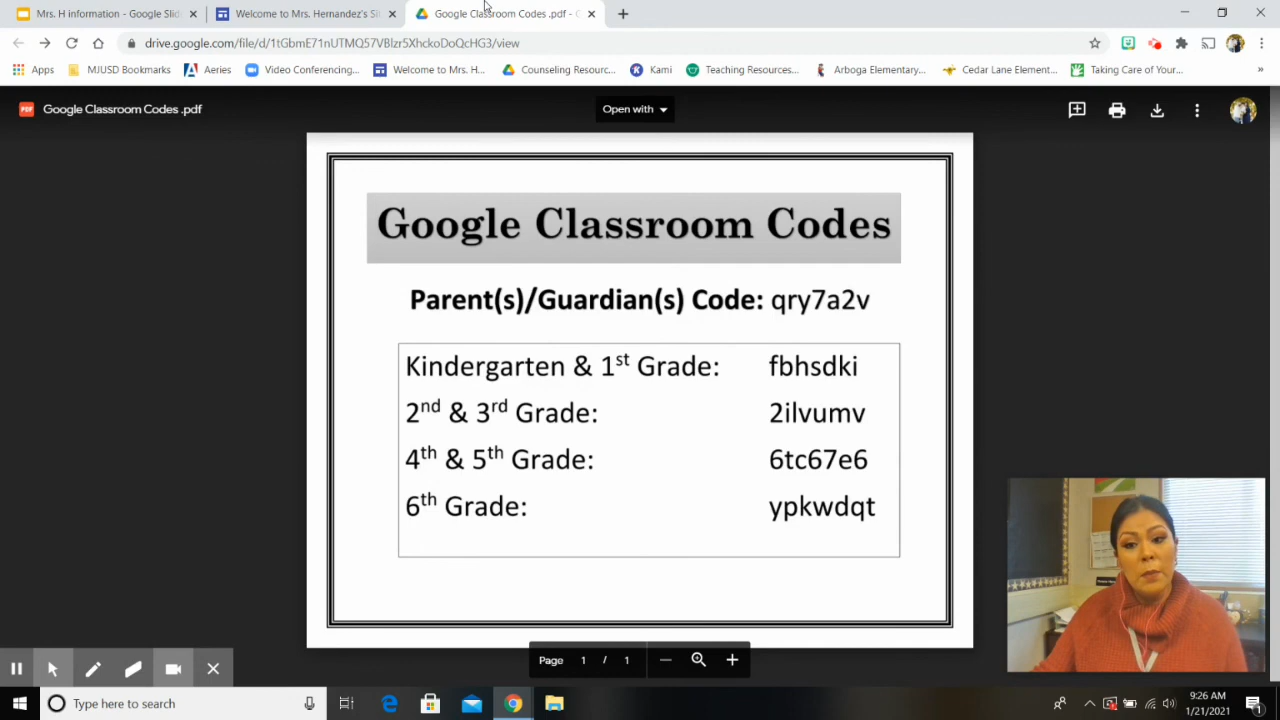 Mrs. H information - Google Slid
Welcome to Mrs. Hernandez's Si
Google Classroom Codes .pdf - G
drive.google.com/file/d/1tGbmE71nUTMQ57VBlzr5XhckoDoQcHG3/view
Apps
MJUSD Bookmarks
Aeries
Video Conferencing...
Welcome to Mrs. H...
Counseling Resourc...
Kami
Teaching Resources...
Arboga Elementary...
Cedar Lane Element...
Taking Care of Your...
»
PDF
Google Classroom Codes .pdf
Open with
Google Classroom Codes
Parent(s)/Guardian(s) Code: qry7a2v
Kindergarten & 1st Grade: fbhsdki
2nd & 3rd Grade: 2ilvumv
4th & 5th Grade: 6tc67e6
6th Grade: ypkwdqt
Page 1 / 1
Type here to search
9:26 AM
1/21/2021
1